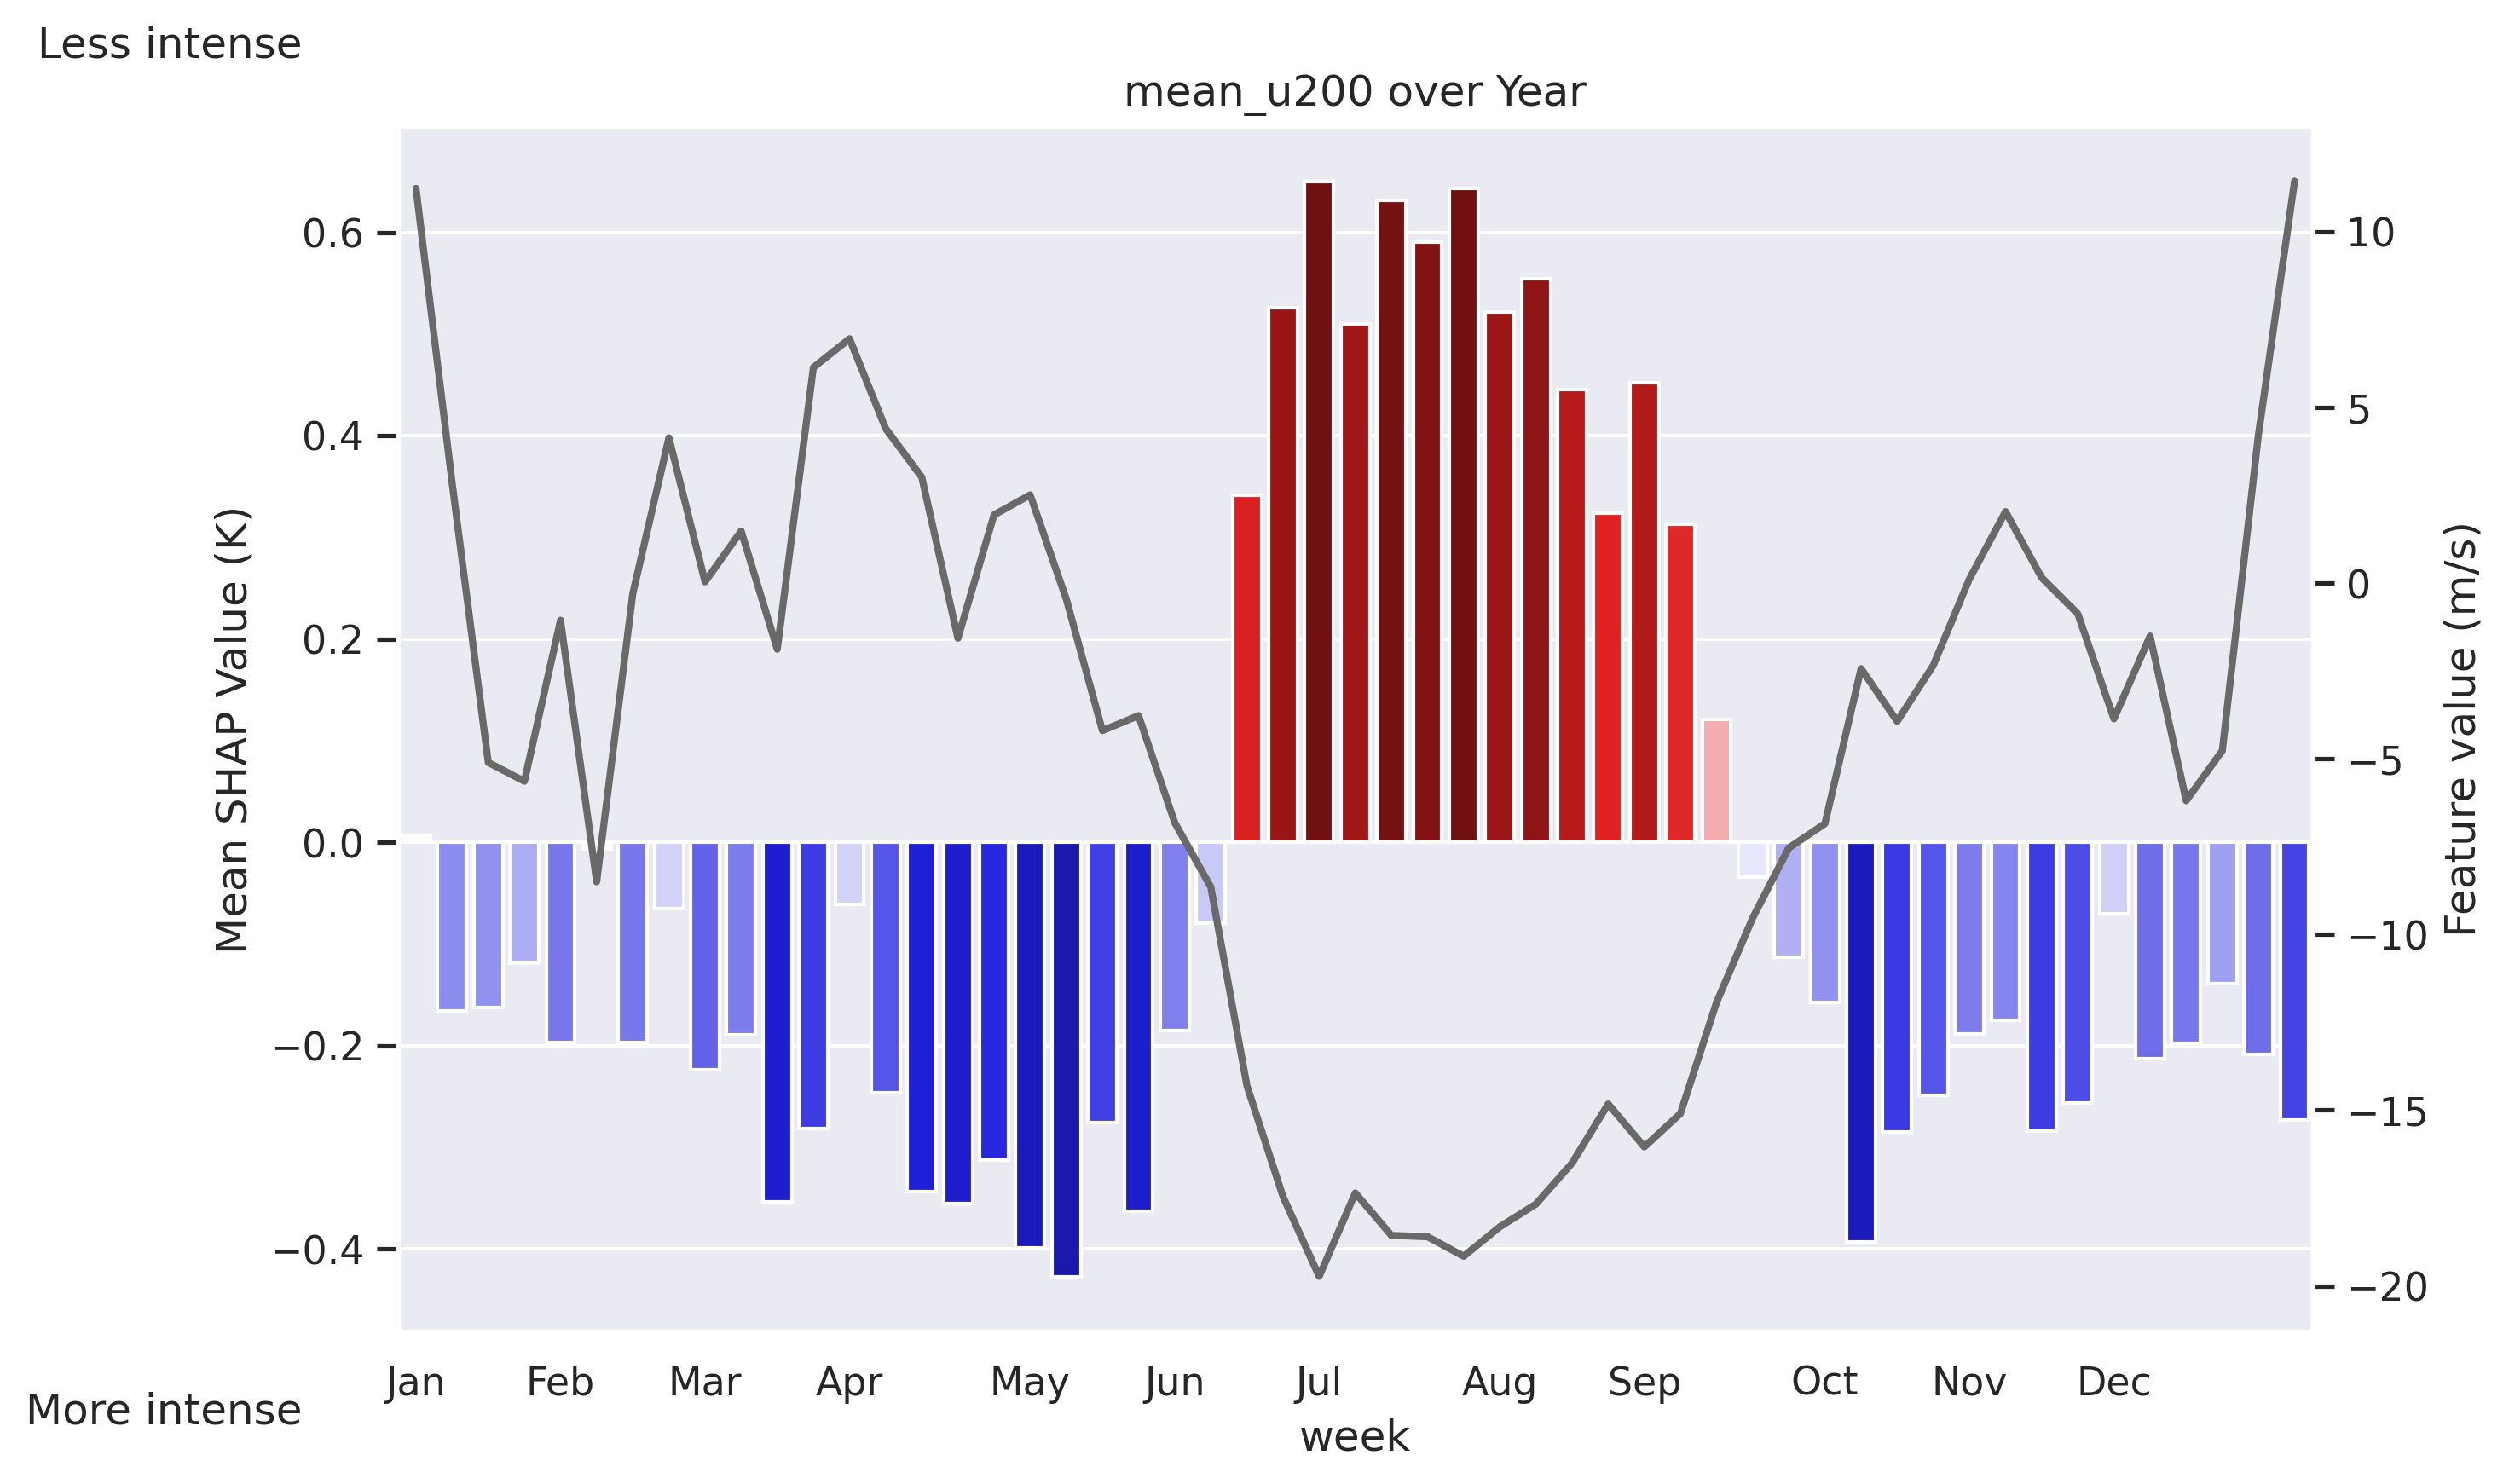 Less intense
mean_u200 over Year
Mean SHAP Value (K)
0.6
0.4
0.2
0.0
−0.2
−0.4
10
5
0
−5
−10
−15
−20
Feature value (m/s)
Jan Feb Mar Apr May Jun Jul Aug Sep Oct Nov Dec
More intense
week